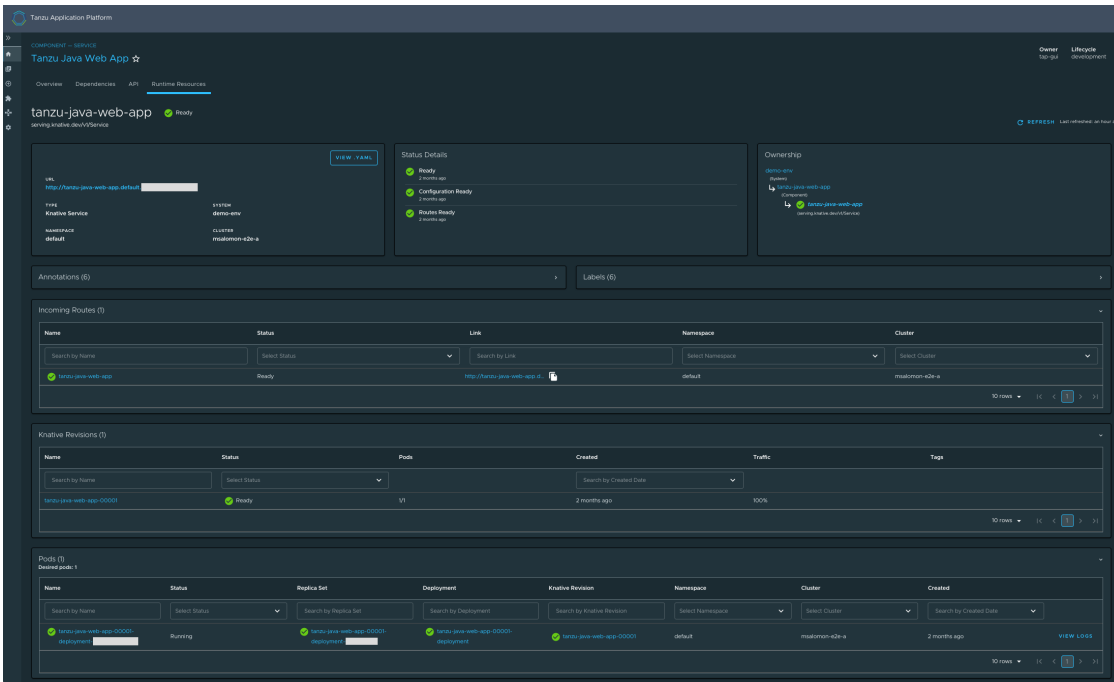 Tanzu Application Platform
COMPONENT — SERVICE
Tanzu Java Web App
Owner
tap-gui
Lifecycle
development
Overview Dependencies API Runtime Resources
tanzu-java-web-app Ready
serving.knative.dev/v1/Service
REFRESH Last refreshed: an hour
VIEW .YAML
URL
http://tanzu-java-web-app.default.
TYPE
Knative Service
SYSTEM
demo-env
NAMESPACE
default
CLUSTER
msalomon-e2e-a
Status Details
Ready
2 months ago
Configuration Ready
2 months ago
Routes Ready
2 months ago
Ownership
demo-env
(System)
tanzu-java-web-app
(Component)
tanzu-java-web-app
(serving.knative.dev/v1/Service)
Annotations (6)
Labels (6)
Incoming Routes (1)
Name Status Link Namespace Cluster
Search by Name Select Status Search by Link Select Namespace Select Cluster
tanzu-java-web-app Ready http://tanzu-java-web-app.d... default msalomon-e2e-a
10 rows 1
Knative Revisions (1)
Name Status Pods Created Traffic Tags
Search by Name Select Status Search by Created Date
tanzu-java-web-app-00001 Ready 1/1 2 months ago 100%
10 rows 1
Pods (1)
Desired pods: 1
Name Status Replica Set Deployment Knative Revision Namespace Cluster Created
Search by Name Select Status Search by Replica Set Search by Deployment Search by Knative Revision Select Namespace Select Cluster Search by Created Date
tanzu-java-web-app-00001-
deployment-
Running
tanzu-java-web-app-00001-
deployment-
tanzu-java-web-app-00001-
deployment
tanzu-java-web-app-00001
default
msalomon-e2e-a
2 months ago
VIEW LOGS
10 rows 1